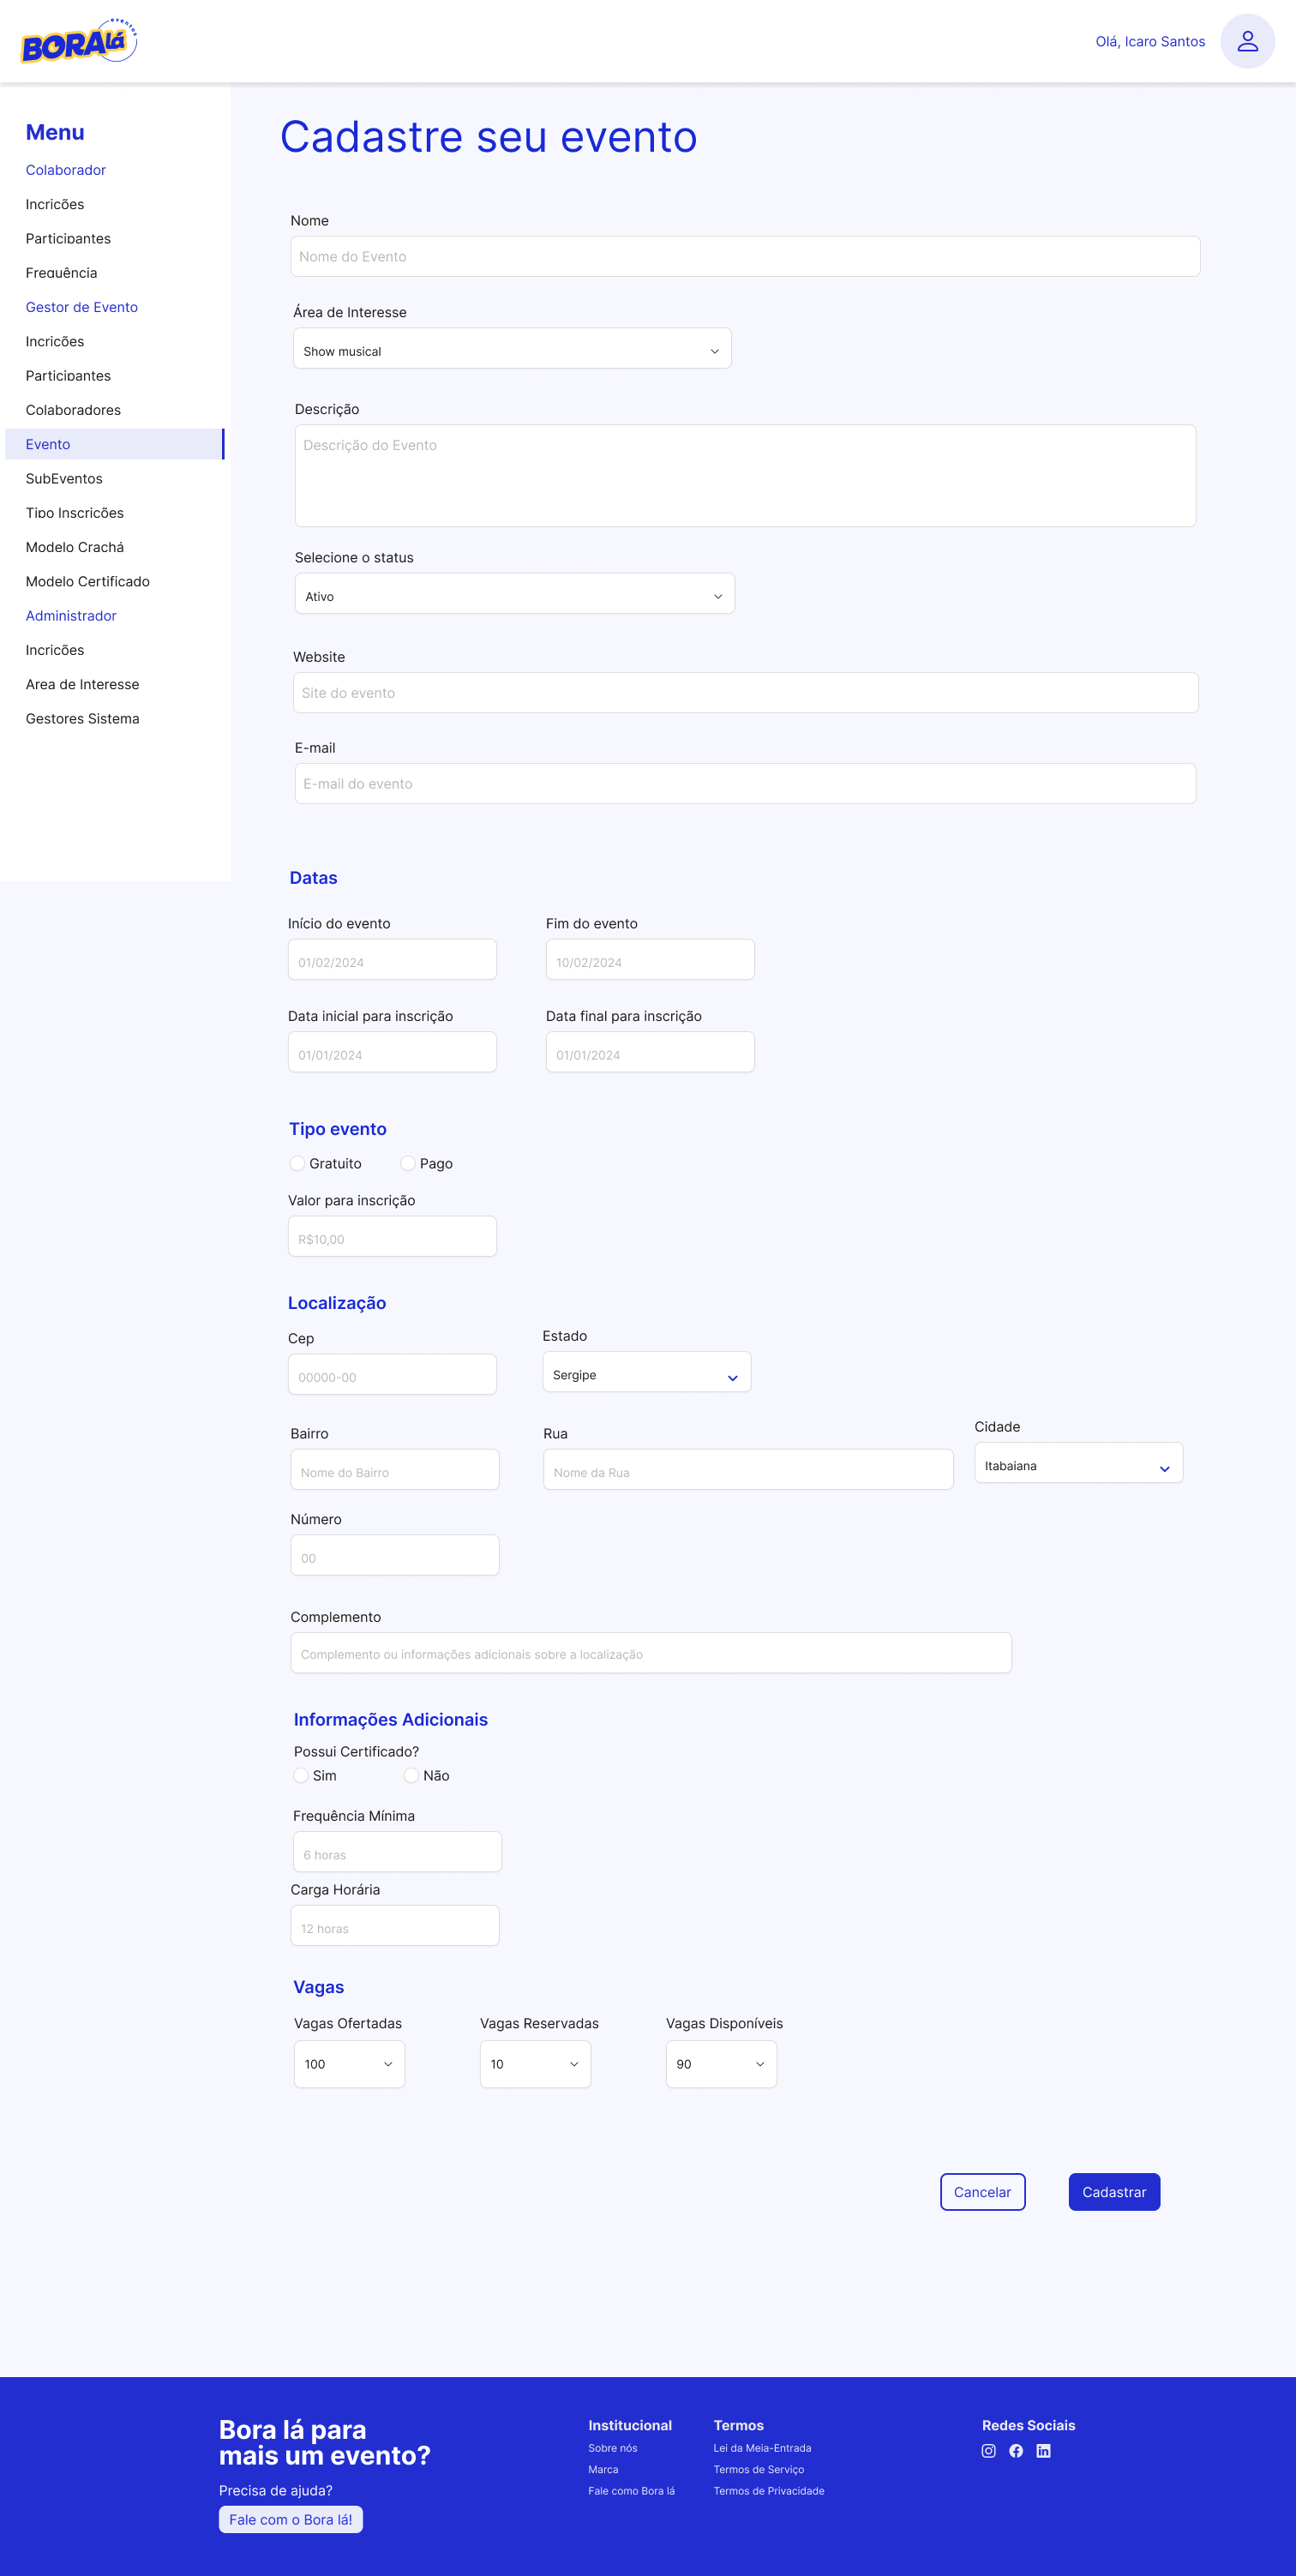 BORA lá eventos
Olá, Icaro Santos
Menu
Colaborador
Incrições
Participantes
Frequência
Gestor de Evento
Incrições
Participantes
Colaboradores
Evento
SubEventos
Tipo Inscrições
Modelo Crachá
Modelo Certificado
Administrador
Incrições
Area de Interesse
Gestores Sistema
Cadastre seu evento
Nome
Nome do Evento
Área de Interesse
Show musical
Descrição
Descrição do Evento
Selecione o status
Ativo
Website
Site do evento
E-mail
E-mail do evento
Datas
Início do evento
Fim do evento
01/02/2024
10/02/2024
Data inicial para inscrição
Data final para inscrição
01/01/2024
01/01/2024
Tipo evento
Gratuito
Pago
Valor para inscrição
R$10,00
Localização
Cep
Estado
00000-00
Sergipe
Bairro
Rua
Cidade
Nome do Bairro
Nome da Rua
Itabaiana
Número
00
Complemento
Complemento ou informações adicionais sobre a localização
Informações Adicionais
Possui Certificado?
Sim
Não
Frequência Mínima
6 horas
Carga Horária
12 horas
Vagas
Vagas Ofertadas
Vagas Reservadas
Vagas Disponíveis
100
10
90
Cancelar
Cadastrar
Bora lá para
mais um evento?
Precisa de ajuda?
Fale com o Bora lá!
Institucional
Sobre nós
Marca
Fale como Bora lá
Termos
Lei da Meia-Entrada
Termos de Serviço
Termos de Privacidade
Redes Sociais